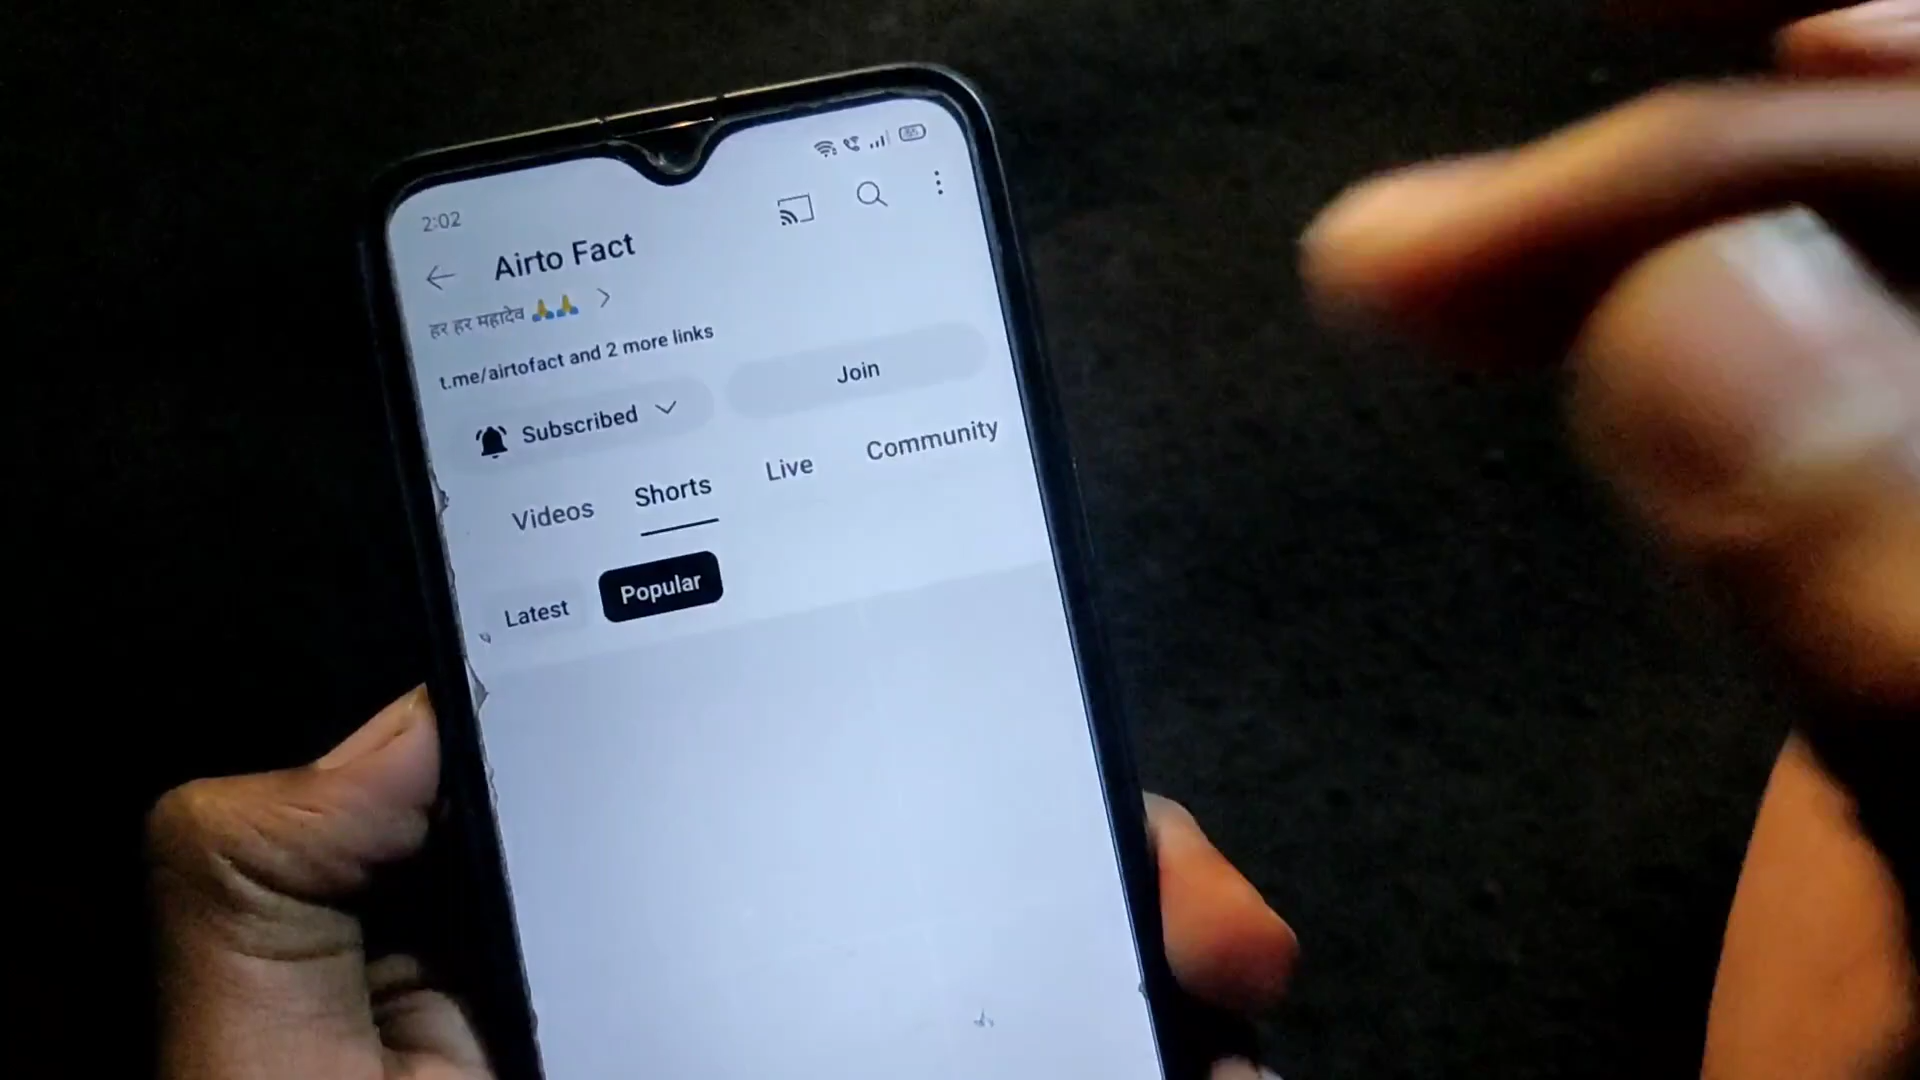 2:02
Airto Fact
हर हर महादेव 🙏🙏
t.me/airtofact and 2 more links
Subscribed
Join
Videos
Shorts
Live
Community
Latest
Popular